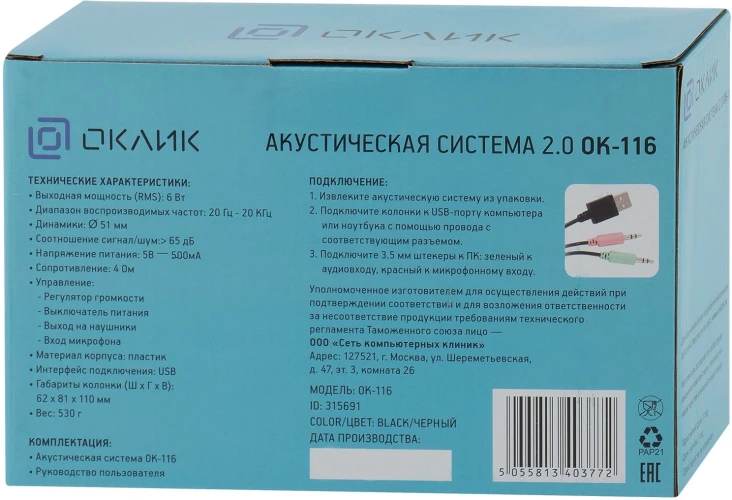 ОКЛИК
ОКЛИК
АКУСТИЧЕСКАЯ СИСТЕМА 2.0 ОК-116
ТЕХНИЧЕСКИЕ ХАРАКТЕРИСТИКИ:
• Выходная мощность (RMS): 6 Вт
• Диапазон воспроизводимых частот: 20 Гц - 20 КГц
• Динамики: Ø 51 мм
• Соотношение сигнал/шум:> 65 дБ
• Напряжение питания: 5В — 500мА
• Сопротивление: 4 Ом
• Управление:
- Регулятор громкости
- Выключатель питания
- Выход на наушники
- Вход микрофона
• Материал корпуса: пластик
• Интерфейс подключения: USB
• Габариты колонки (Ш х Г х В):
62 x 81 x 110 мм
• Вес: 530 г
КОМПЛЕКТАЦИЯ:
• Акустическая система ОК-116
• Руководство пользователя
ПОДКЛЮЧЕНИЕ:
1. Извлеките акустическую систему из упаковки.
2. Подключите колонки к USB-порту компьютера
или ноутбука с помощью провода с
соответствующим разъемом.
3. Подключите 3.5 мм штекеры к ПК: зеленый к
аудиовходу, красный к микрофонному входу.
Уполномоченное изготовителем для осуществления действий при
подтверждении соответствия и для возложения ответственности
за несоответствие продукции требованиям технического
регламента Таможенного союза лицо —
ООО «Сеть компьютерных клиник»
Адрес: 127521, г. Москва, ул. Шереметьевская,
д. 47, эт. 3, комната 26
МОДЕЛЬ: ОК-116
ID: 315691
COLOR/ЦВЕТ: BLACK/ЧЕРНЫЙ
ДАТА ПРОИЗВОДСТВА:
5 055813 403772
PAP21
EAC
ОКЛИК